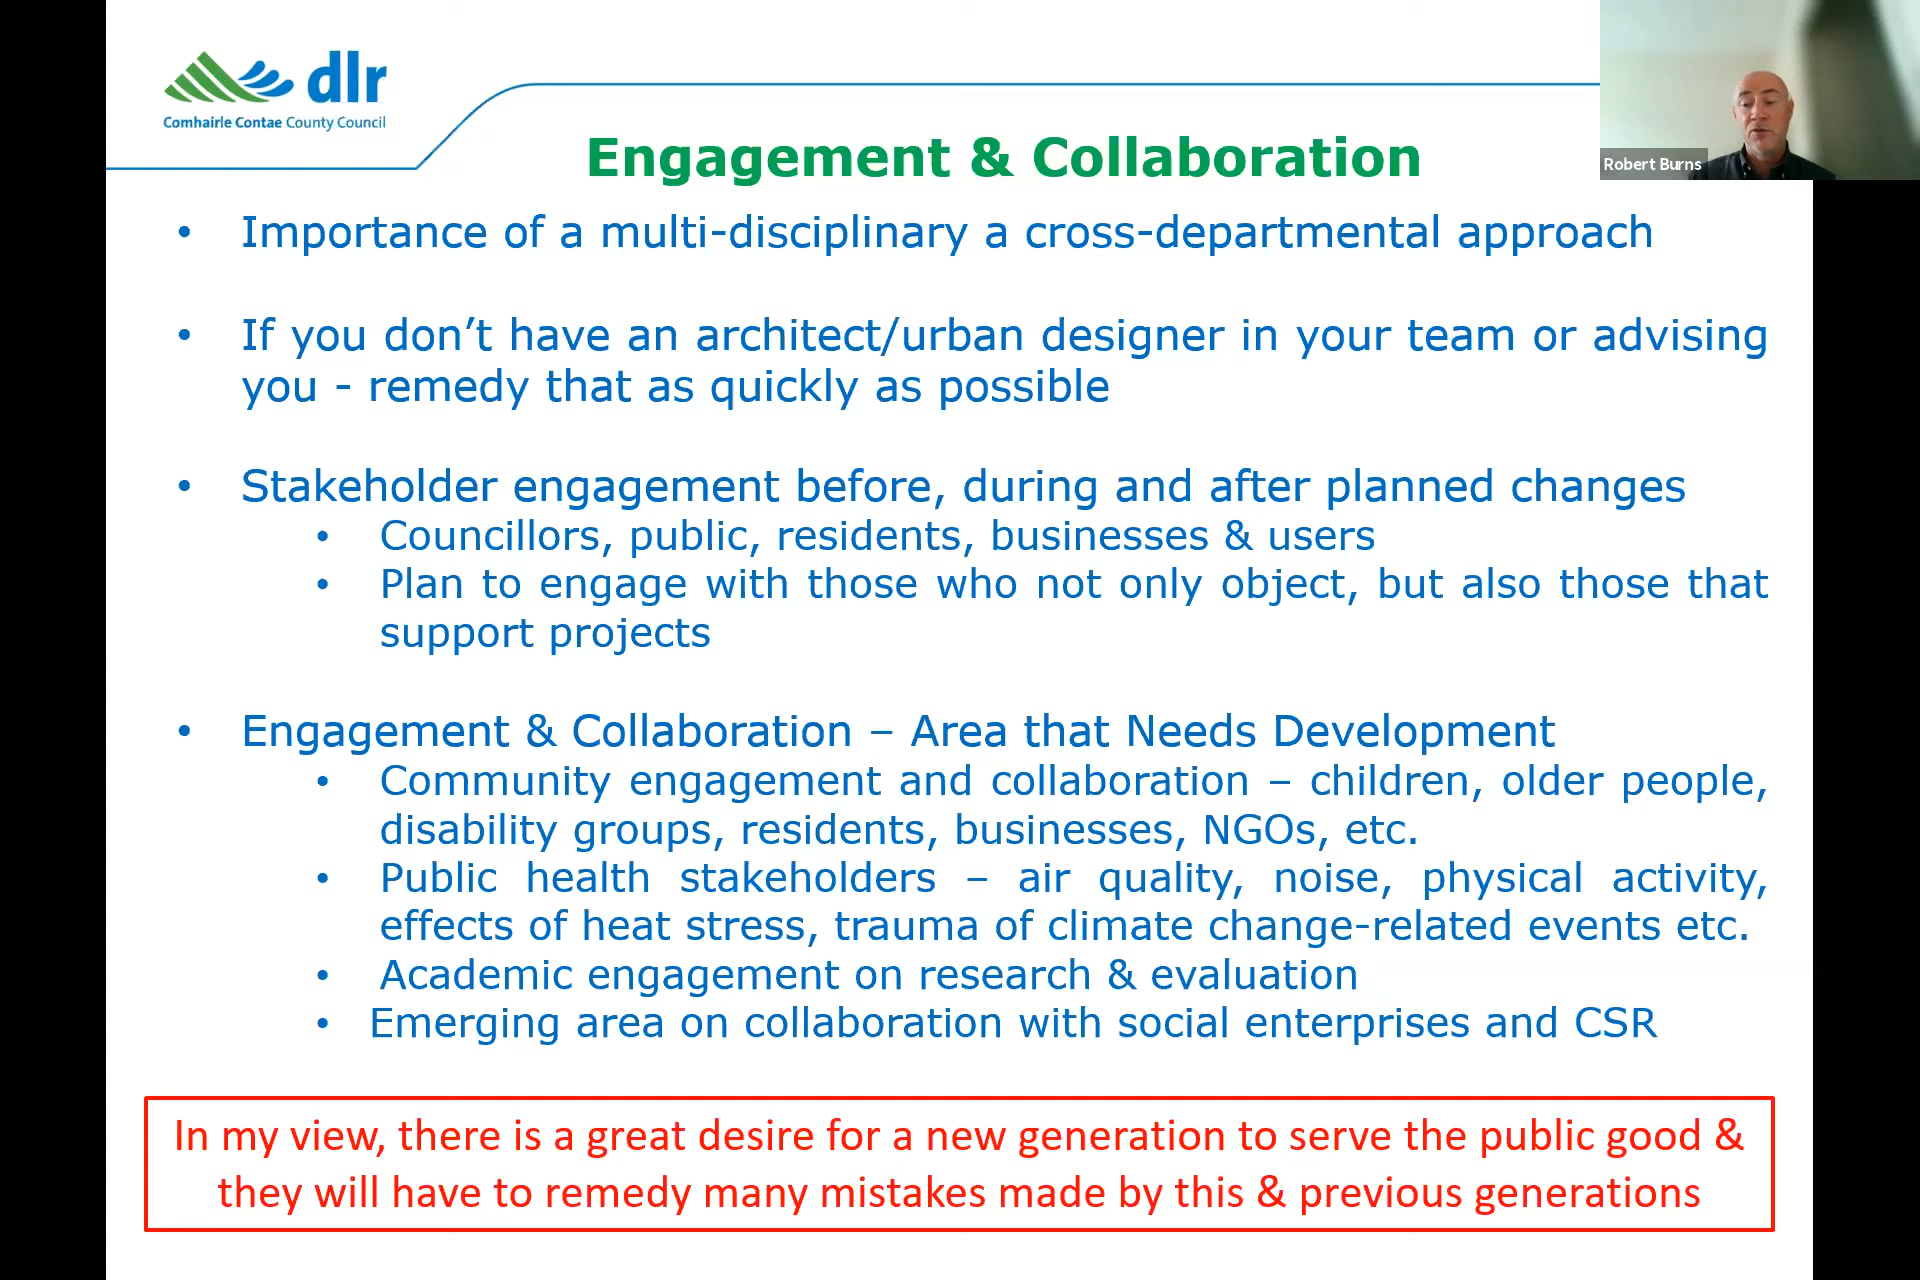 dlr
Comhairle Contae County Council
Robert Burns
Engagement & Collaboration
• Importance of a multi-disciplinary a cross-departmental approach
• If you don’t have an architect/urban designer in your team or advising
you - remedy that as quickly as possible
• Stakeholder engagement before, during and after planned changes
• Councillors, public, residents, businesses & users
• Plan to engage with those who not only object, but also those that
support projects
• Engagement & Collaboration – Area that Needs Development
• Community engagement and collaboration – children, older people,
disability groups, residents, businesses, NGOs, etc.
• Public health stakeholders – air quality, noise, physical activity,
effects of heat stress, trauma of climate change-related events etc.
• Academic engagement on research & evaluation
• Emerging area on collaboration with social enterprises and CSR
In my view, there is a great desire for a new generation to serve the public good &
they will have to remedy many mistakes made by this & previous generations